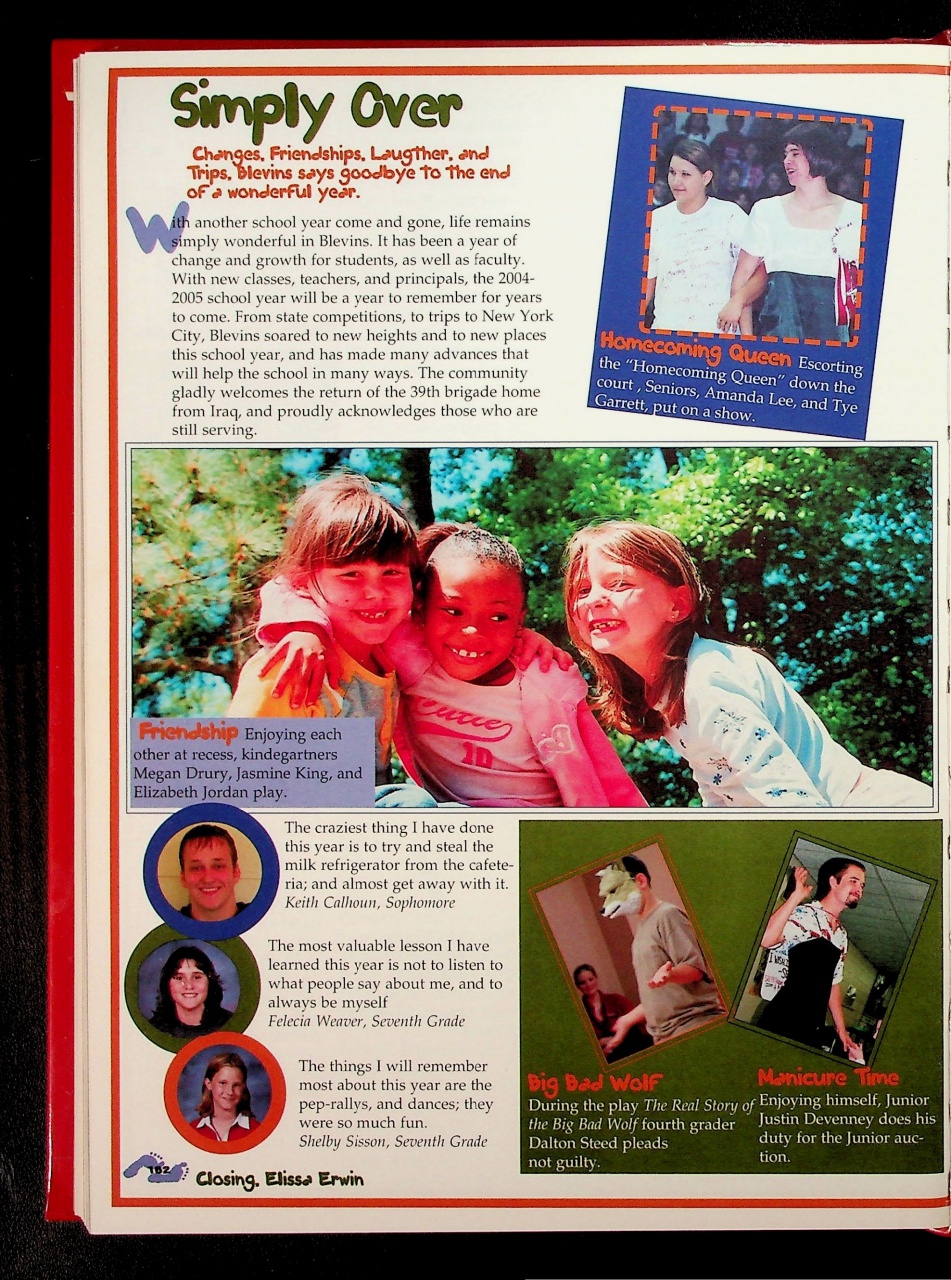 Simply Over
Changes, Friendships, Laugther, and
Trips, Blevins says goodbye to the end
of a wonderful year.
With another school year come and gone, life remains
simply wonderful in Blevins. It has been a year of
change and growth for students, as well as faculty.
With new classes, teachers, and principals, the 2004-
2005 school year will be a year to remember for years
to come. From state competitions, to trips to New York
City, Blevins soared to new heights and to new places
this school year, and has made many advances that
will help the school in many ways. The community
gladly welcomes the return of the 39th brigade home
from Iraq, and proudly acknowledges those who are
still serving.
Homecoming Queen Escorting
the "Homecoming Queen" down the
court , Seniors, Amanda Lee, and Tye
Garrett, put on a show.
Cutie
10
Friendship Enjoying each
other at recess, kindegartners
Megan Drury, Jasmine King, and
Elizabeth Jordan play.
The craziest thing I have done
this year is to try and steal the
milk refrigerator from the cafete-
ria; and almost get away with it.
Keith Calhoun, Sophomore
The most valuable lesson I have
learned this year is not to listen to
what people say about me, and to
always be myself
Felecia Weaver, Seventh Grade
The things I will remember
most about this year are the
pep-rallys, and dances; they
were so much fun.
Shelby Sisson, Seventh Grade
Big Bad Wolf
During the play The Real Story of
the Big Bad Wolf fourth grader
Dalton Steed pleads
not guilty.
Manicure Time
Enjoying himself, Junior
Justin Devenney does his
duty for the Junior auc-
tion.
162
Closing, Elissa Erwin